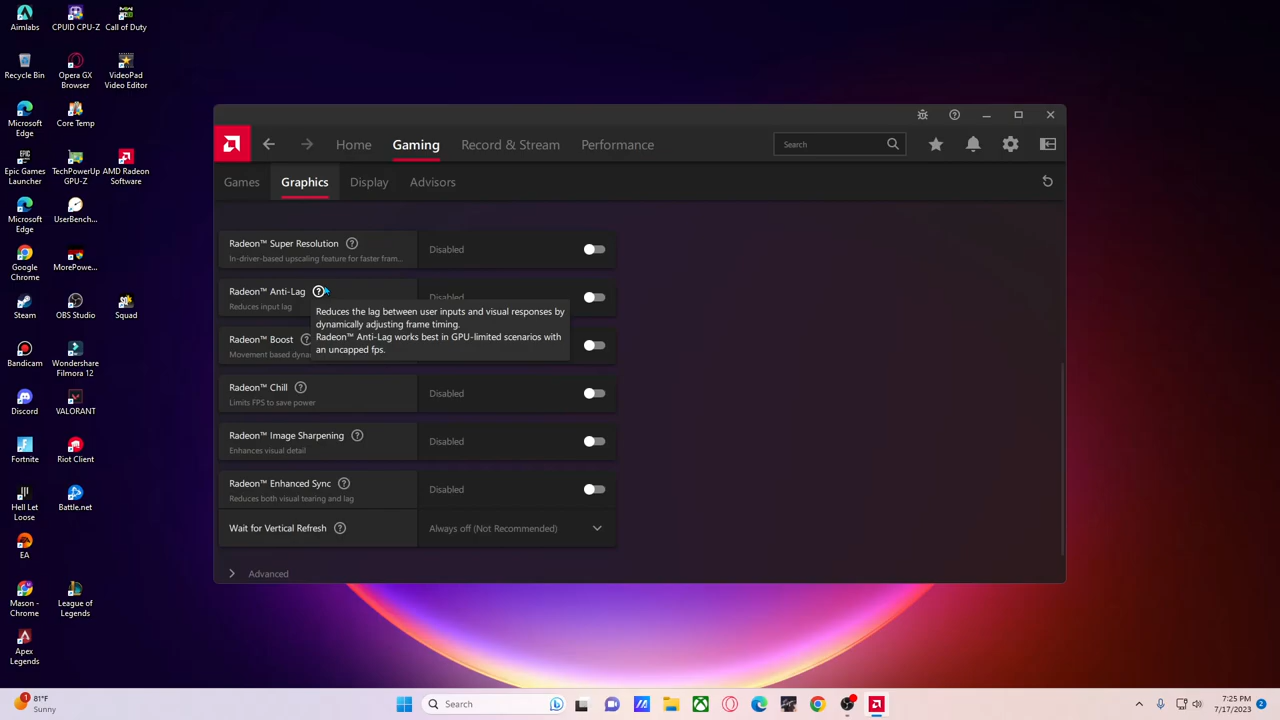 Aimlabs
CPUID CPU-Z
Call of Duty
Recycle Bin
Opera GX
Browser
VideoPad
Video Editor
Microsoft
Edge
Core Temp
Epic Games
Launcher
TechPowerUp
GPU-Z
AMD Radeon
Software
Microsoft
Edge
UserBench...
Google
Chrome
MorePowe...
Steam
OBS Studio
Squad
Bandicam
Wondershare
Filmora 12
Discord
VALORANT
Fortnite
Riot Client
Hell Let
Loose
Battle.net
EA
Mason -
Chrome
League of
Legends
Apex
Legends
Home
Gaming
Record & Stream
Performance
Search
Games
Graphics
Display
Advisors
Radeon™ Super Resolution
In-driver-based upscaling feature for faster fram...
Disabled
Radeon™ Anti-Lag
Reduces input lag
Disabled
Reduces the lag between user inputs and visual responses by
dynamically adjusting frame timing.
Radeon™ Anti-Lag works best in GPU-limited scenarios with
an uncapped fps.
Radeon™ Boost
Movement based dyna
Radeon™ Chill
Limits FPS to save power
Disabled
Radeon™ Image Sharpening
Enhances visual detail
Disabled
Radeon™ Enhanced Sync
Reduces both visual tearing and lag
Disabled
Wait for Vertical Refresh
Always off (Not Recommended)
Advanced
1
81°F
Sunny
Search
7:25 PM
7/17/2023
2